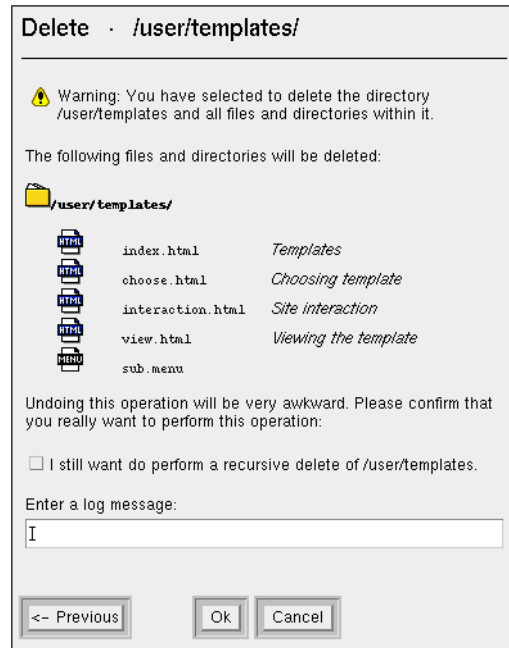 Delete · /user/templates/
Warning: You have selected to delete the directory
/user/templates and all files and directories within it.
The following files and directories will be deleted:
/user/templates/
HTML index.html Templates
HTML choose.html Choosing template
HTML interaction.html Site interaction
HTML view.html Viewing the template
MENU sub.menu
Undoing this operation will be very awkward. Please confirm that
you really want to perform this operation:
I still want do perform a recursive delete of /user/templates.
Enter a log message:
<- Previous Ok Cancel